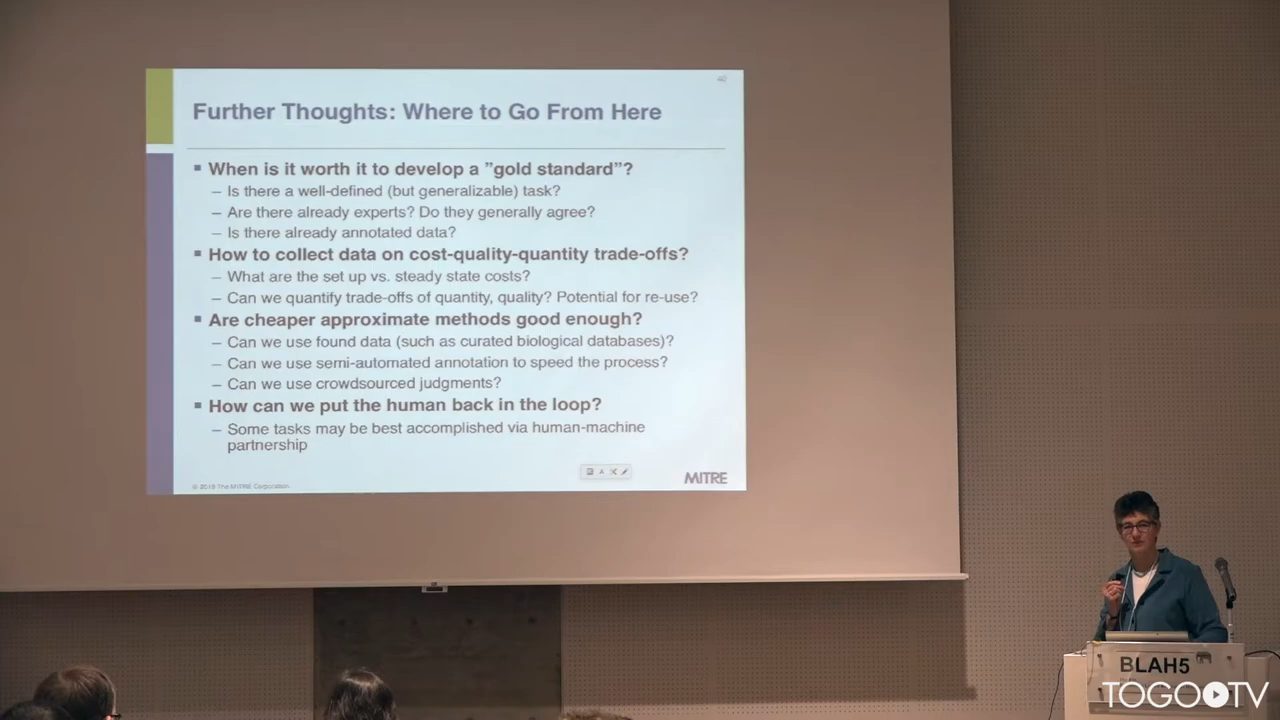 40
Further Thoughts: Where to Go From Here
▪ When is it worth it to develop a ”gold standard”?
– Is there a well-defined (but generalizable) task?
– Are there already experts? Do they generally agree?
– Is there already annotated data?
▪ How to collect data on cost-quality-quantity trade-offs?
– What are the set up vs. steady state costs?
– Can we quantify trade-offs of quantity, quality? Potential for re-use?
▪ Are cheaper approximate methods good enough?
– Can we use found data (such as curated biological databases)?
– Can we use semi-automated annotation to speed the process?
– Can we use crowdsourced judgments?
▪ How can we put the human back in the loop?
– Some tasks may be best accomplished via human-machine
partnership
MITRE
The MITRE Corporation
BLAH5
TOGOTV